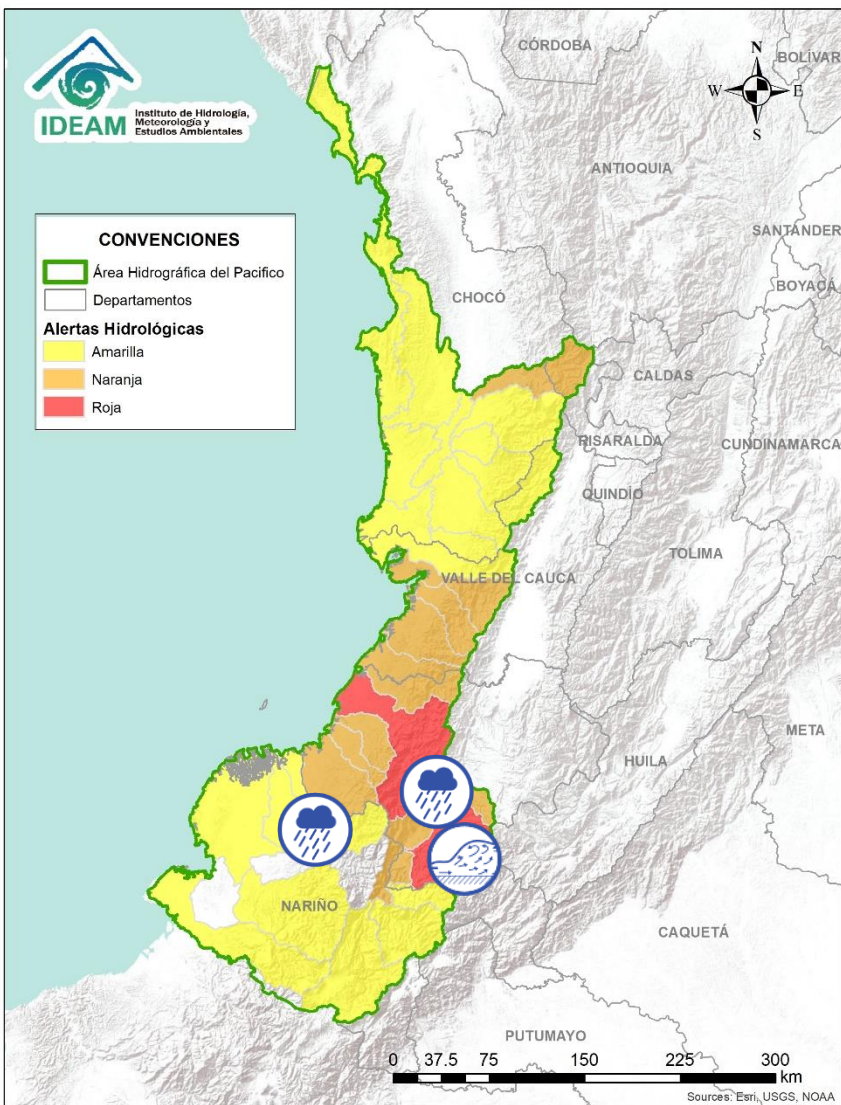 IDEAM
Instituto de Hidrología,
Meteorología y
Estudios Ambientales
N
W
E
S
CÓRDOBA
BOLÍVAR
ANTIOQUIA
SANTANDER
BOYACÁ
CHOCÓ
CALDAS
RISARALDA
CUNDINAMARCA
QUINDÍO
TOLIMA
VALLE DEL CAUCA
META
HUILA
NARIÑO
CAQUETÁ
PUTUMAYO
CONVENCIONES
Área Hidrográfica del Pacifico
Departamentos
Alertas Hidrológicas
Amarilla
Naranja
Roja
0 37.5 75 150 225 300
km
Sources: Esri, USGS, NOAA